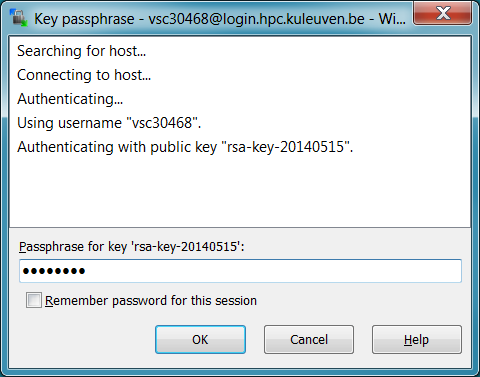 Key passphrase - vsc30468@login.hpc.kuleuven.be - Wi...
Searching for host...
Connecting to host...
Authenticating...
Using username "vsc30468".
Authenticating with public key "rsa-key-20140515".
Passphrase for key 'rsa-key-20140515':
••••••••
Remember password for this session
OK Cancel Help